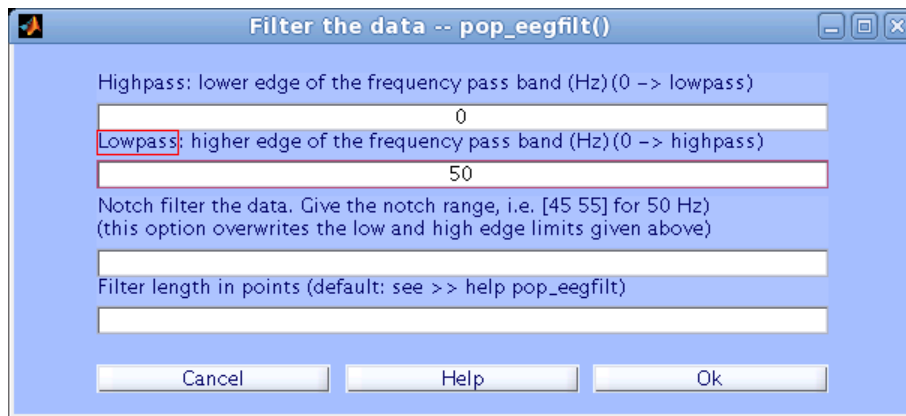 Filter the data -- pop_eegfilt()
Highpass: lower edge of the frequency pass band (Hz)(0 -> lowpass)
0
Lowpass: higher edge of the frequency pass band (Hz)(0 -> highpass)
50
Notch filter the data. Give the notch range, i.e. [45 55] for 50 Hz)
(this option overwrites the low and high edge limits given above)
Filter length in points (default: see >> help pop_eegfilt)
Cancel Help Ok